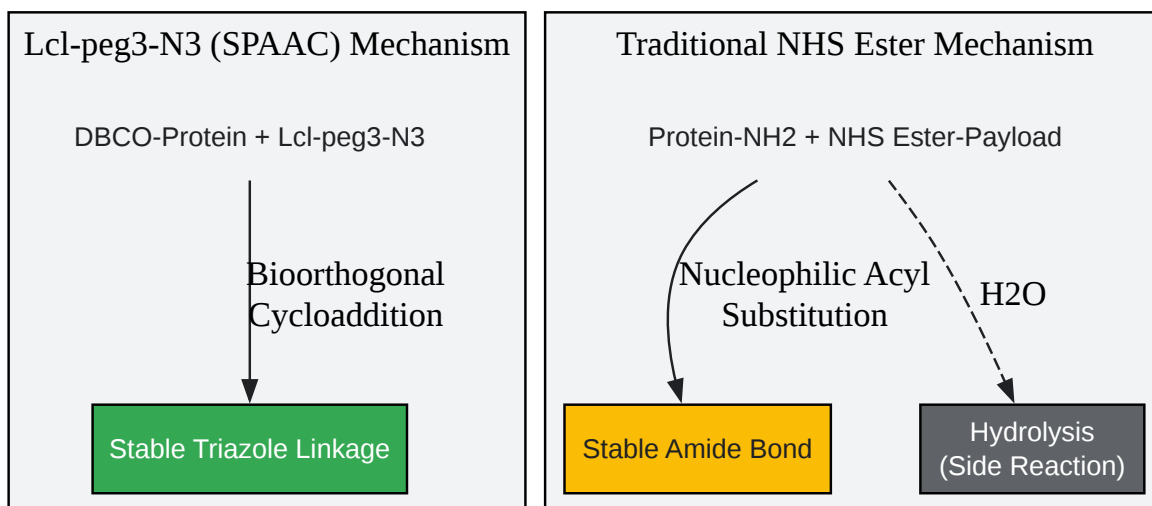 Lcl-peg3-N3 (SPAAC) Mechanism
DBCO-Protein + Lcl-peg3-N3
Bioorthogonal
Cycloaddition
Stable Triazole Linkage
Traditional NHS Ester Mechanism
Protein-NH2 + NHS Ester-Payload
Nucleophilic Acyl
Substitution
H2O
Stable Amide Bond
Hydrolysis
(Side Reaction)